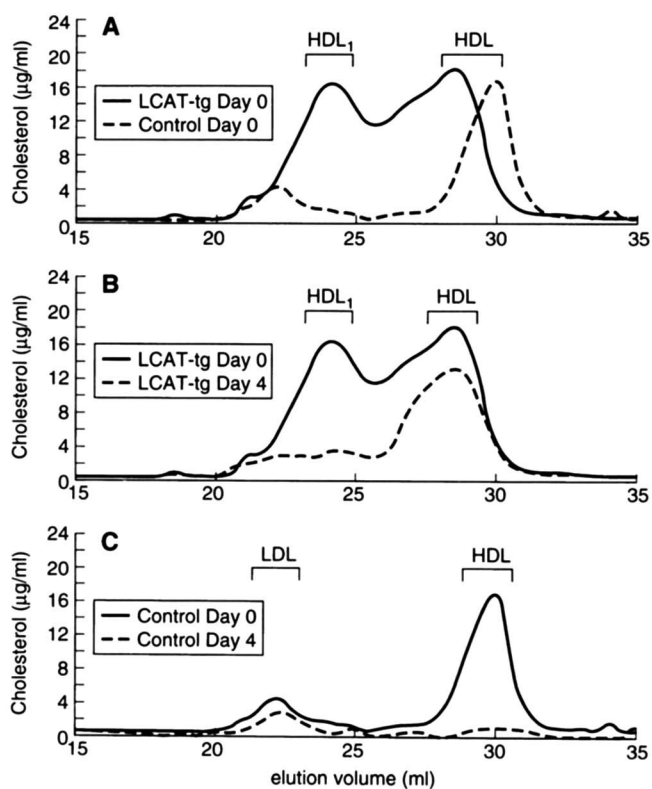 A
Cholesterol (µg/ml)
24
20
16
12
8
4
0
HDL₁ HDL
LCAT-tg Day 0
Control Day 0
15 20 25 30 35
B
Cholesterol (µg/ml)
24
20
16
12
8
4
0
HDL₁ HDL
LCAT-tg Day 0
LCAT-tg Day 4
15 20 25 30 35
C
Cholesterol (µg/ml)
24
20
16
12
8
4
0
LDL HDL
Control Day 0
Control Day 4
15 20 25 30 35
elution volume (ml)